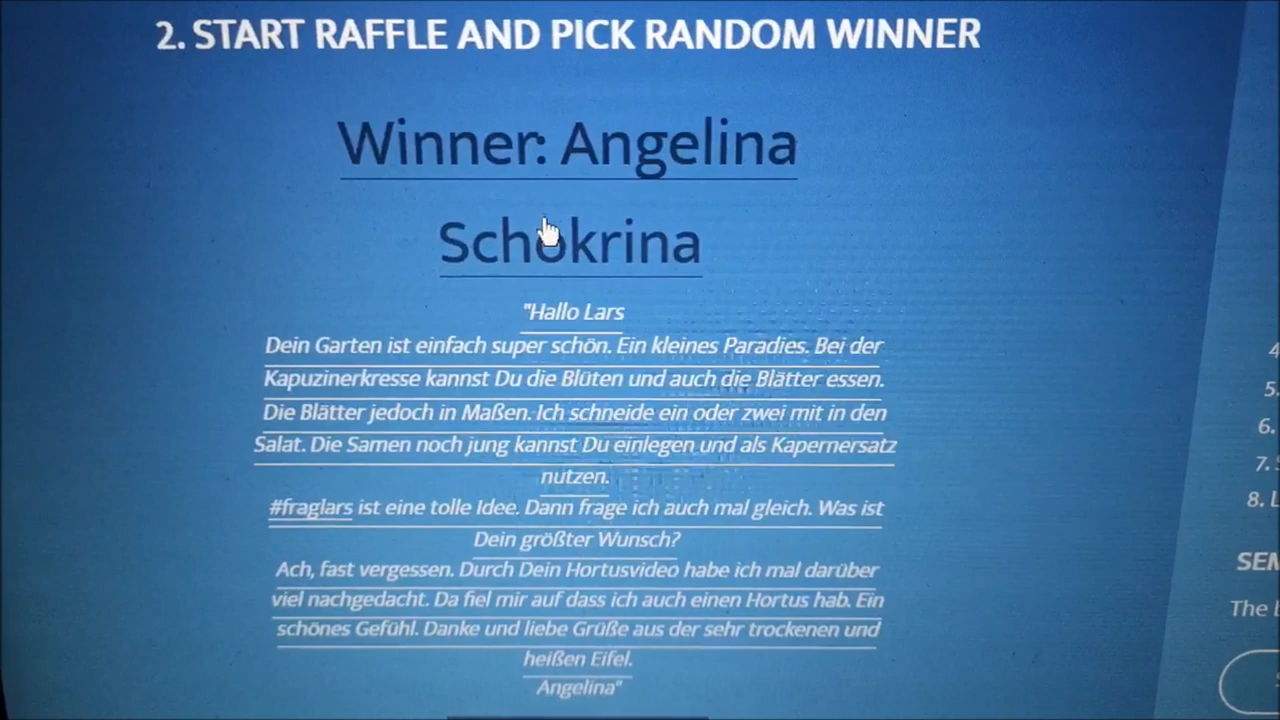 2. START RAFFLE AND PICK RANDOM WINNER
Winner: Angelina
Schokrina
"Hallo Lars
Dein Garten ist einfach super schön. Ein kleines Paradies. Bei der
Kapuzinerkresse kannst Du die Blüten und auch die Blätter essen.
Die Blätter jedoch in Maßen. Ich schneide ein oder zwei mit in den
Salat. Die Samen noch jung kannst Du einlegen und als Kapernersatz
nutzen.
#fraglars ist eine tolle Idee. Dann frage ich auch mal gleich. Was ist
Dein größter Wunsch?
Ach, fast vergessen. Durch Dein Hortusvideo habe ich mal darüber
viel nachgedacht. Da fiel mir auf dass ich auch einen Hortus hab. Ein
schönes Gefühl. Danke und liebe Grüße aus der sehr trockenen und
heißen Eifel.
Angelina"
4
5.
6.
7.
8.
The